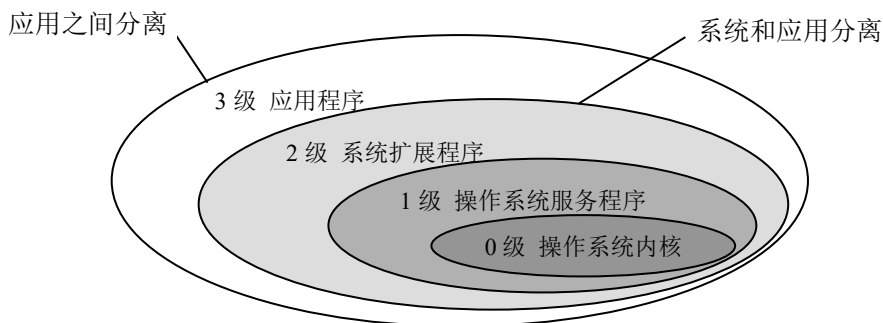 应用之间分离
系统和应用分离
3 级 应用程序
2 级 系统扩展程序
1 级 操作系统服务程序
0 级 操作系统内核